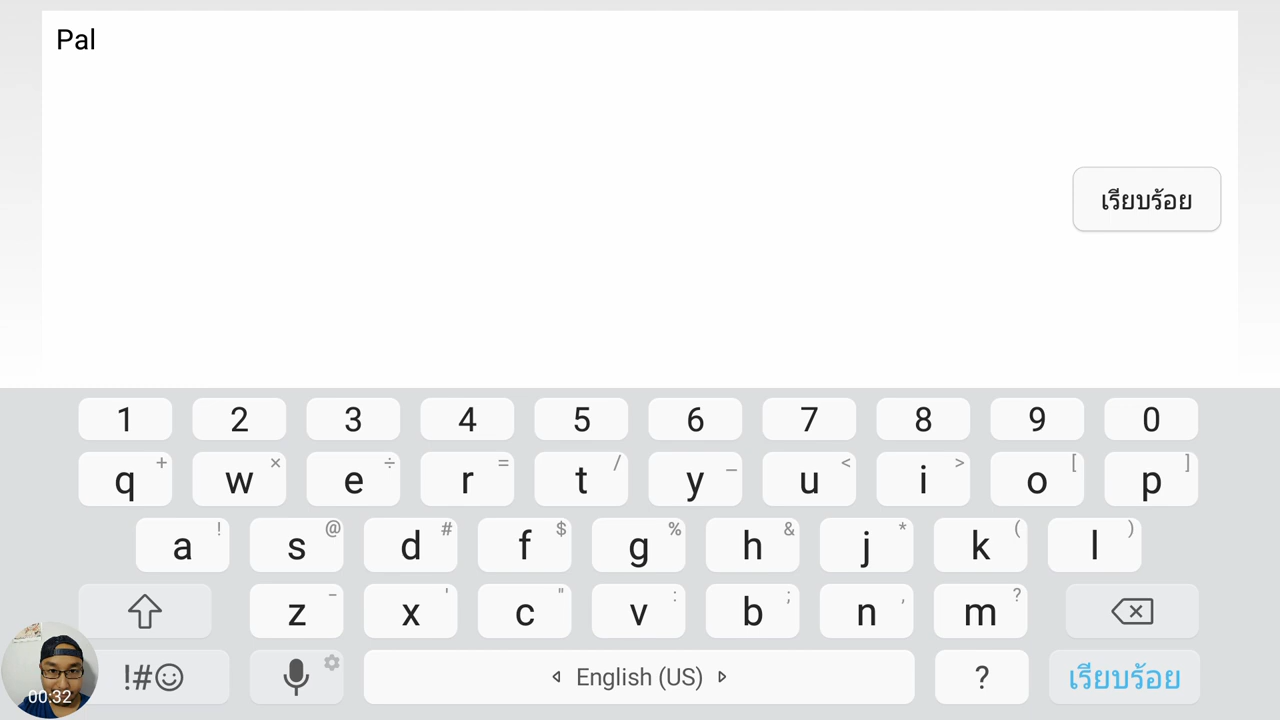 Pal
เรียบร้อย
1 2 3 4 5 6 7 8 9 0
q + w × e ÷ r = t / y _ u < i > o [ p ]
a ! s @ d # f $ g % h & j * k ( l )
z - x ' c " v : b ; n , m ?
!#☺ English (US) ? เรียบร้อย
00:32